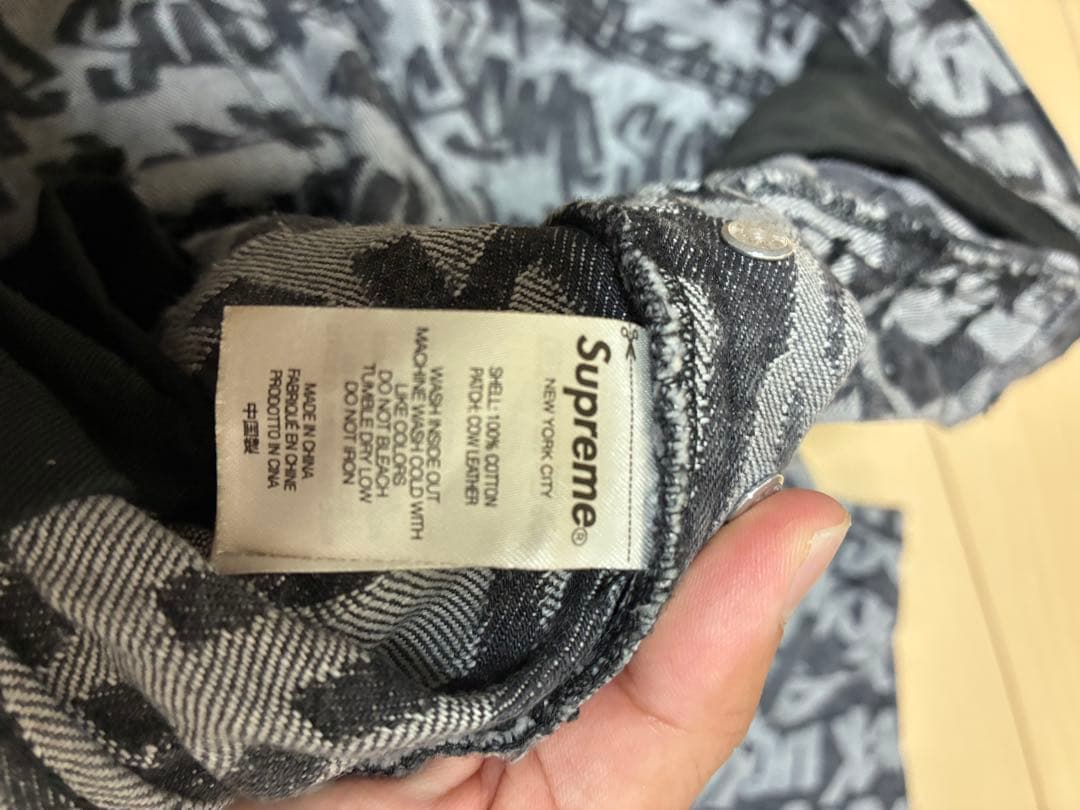 Supreme®
NEW YORK CITY
SHELL: 100% COTTON
PATCH: COW LEATHER
WASH INSIDE OUT
MACHINE WASH COLD WITH
LIKE COLORS
DO NOT BLEACH
TUMBLE DRY LOW
DO NOT IRON
MADE IN CHINA
FABRIQUÉ EN CHINE
PRODOTTO IN CINA
中国製